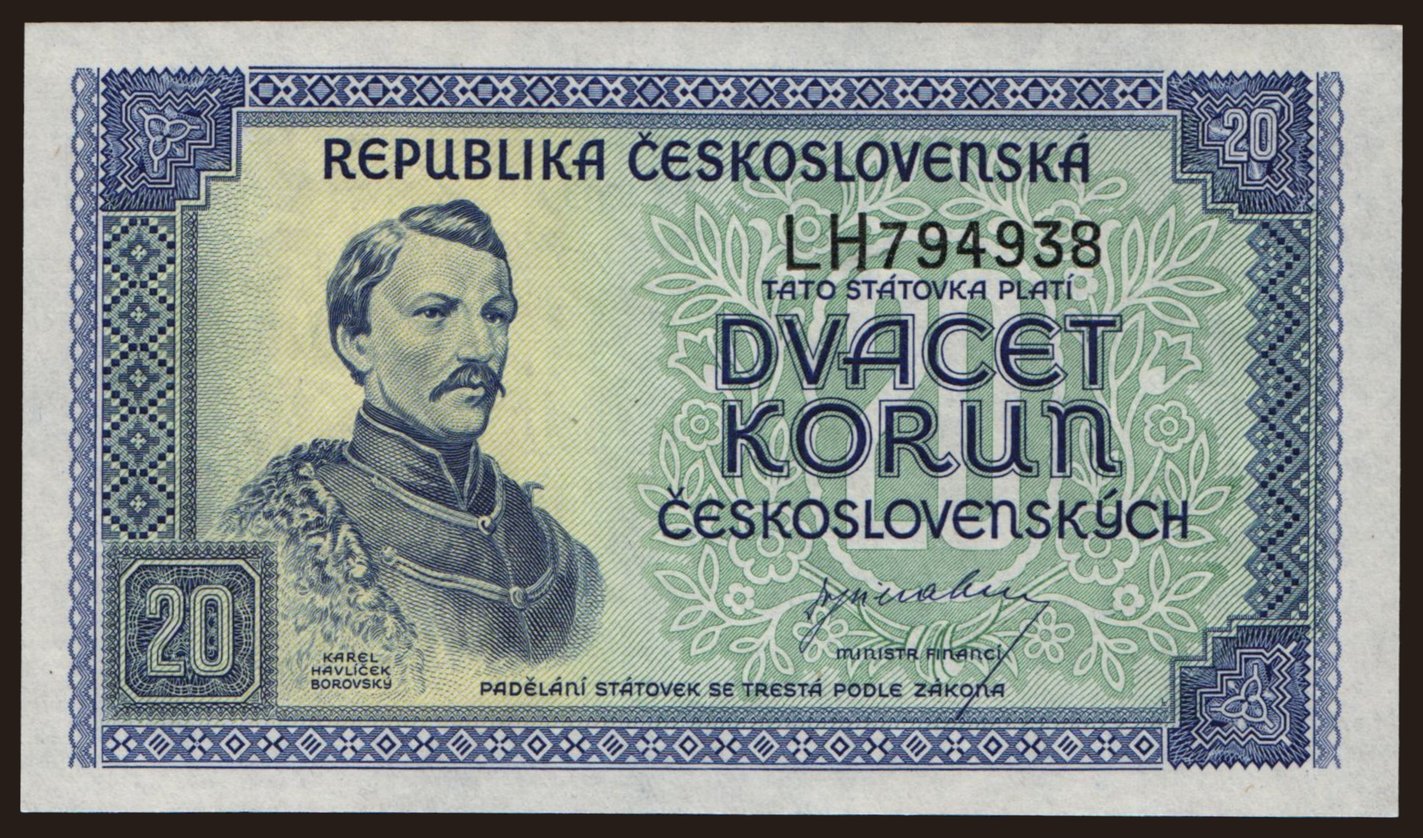 REPUBLIKA ČESKOSLOVENSKÁ
20
LH794938
TATO STÁTOVKA PLATÍ
DVACET
KORUN
ČESKOSLOVENSKÝCH
20
20
KAREL
HAVLÍČEK
BOROVSKÝ
MINISTR FINANCÍ
PADĚLÁNÍ STÁTOVEK SE TRESTÁ PODLE ZÁKONA